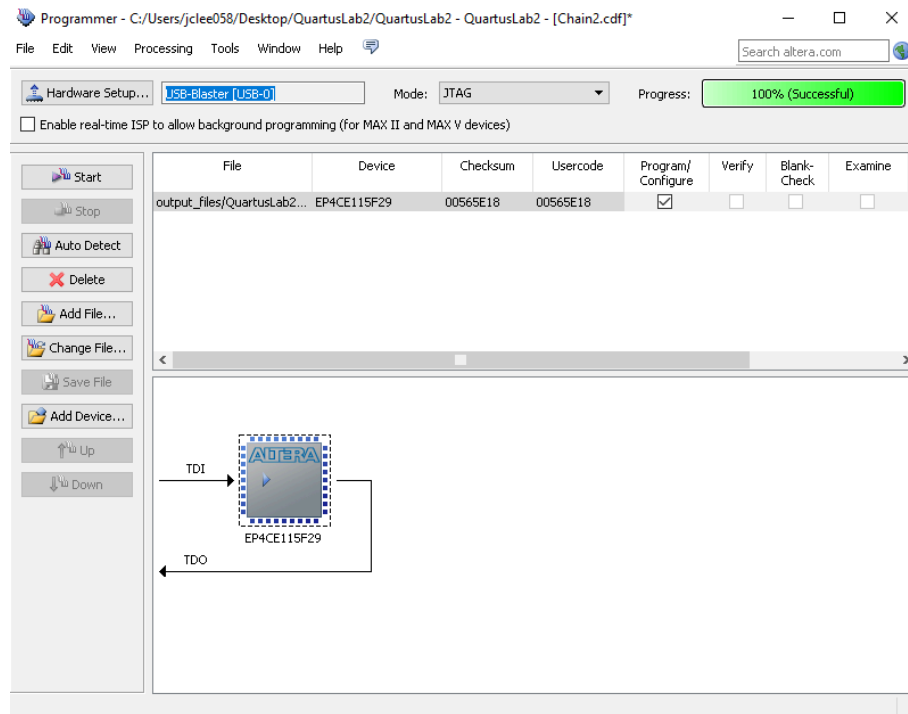 Programmer - C:/Users/jclee058/Desktop/QuartusLab2/QuartusLab2 - QuartusLab2 - [Chain2.cdf]*
File Edit View Processing Tools Window Help
Search altera.com
Hardware Setup... USB-Blaster [USB-0] Mode: JTAG Progress: 100% (Successful)
Enable real-time ISP to allow background programming (for MAX II and MAX V devices)
Start
Stop
Auto Detect
Delete
Add File...
Change File...
Save File
Add Device...
Up
Down
File Device Checksum Usercode Program/ Verify Blank- Examine
Configure Check
output_files/QuartusLab2... EP4CE115F29 00565E18 00565E18
ALTERA
TDI
EP4CE115F29
TDO